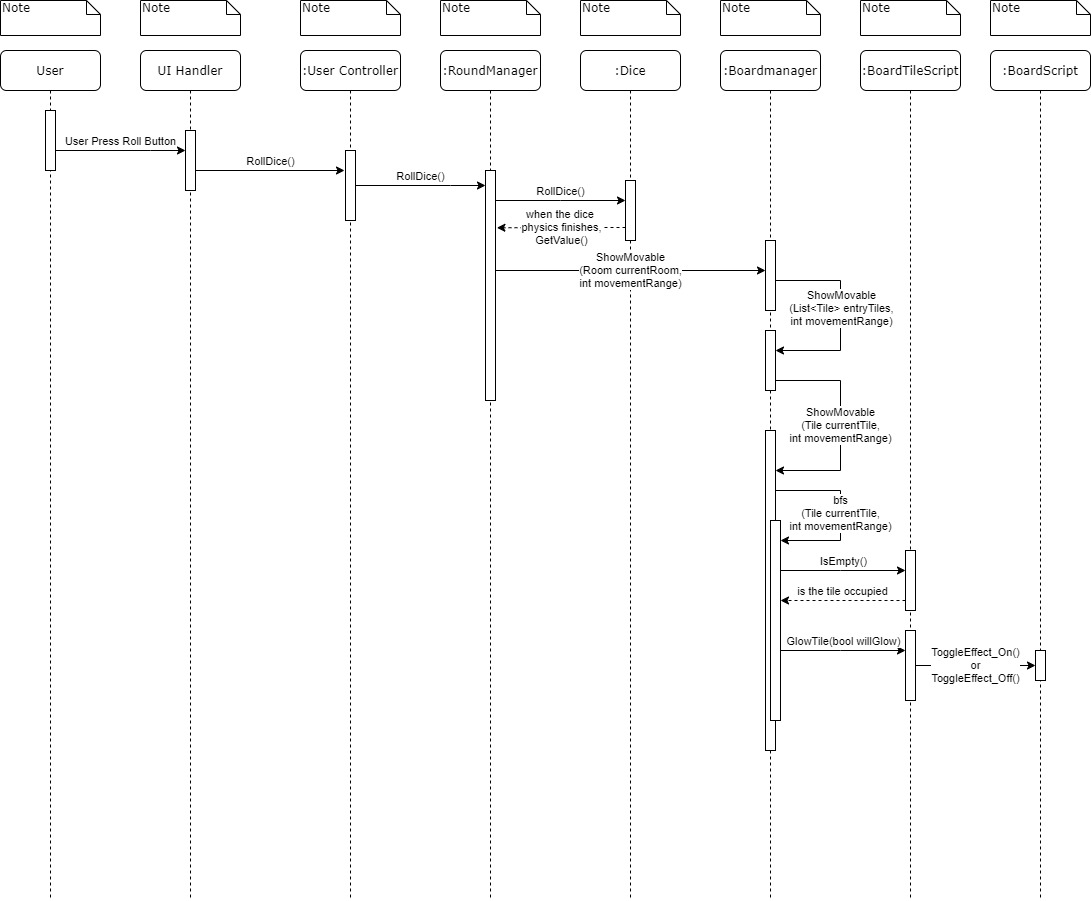 Note
Note
Note
Note
Note
Note
Note
Note
User
UI Handler
:User Controller
:RoundManager
:Dice
:Boardmanager
:BoardTileScript
:BoardScript
User Press Roll Button
RollDice()
RollDice()
RollDice()
when the dice
physics finishes,
GetValue()
ShowMovable
(Room currentRoom,
int movementRange)
ShowMovable
(List<Tile> entryTiles,
int movementRange)
ShowMovable
(Tile currentTile,
int movementRange)
bfs
(Tile currentTile,
int movementRange)
IsEmpty()
is the tile occupied
GlowTile(bool willGlow)
ToggleEffect_On()
or
ToggleEffect_Off()